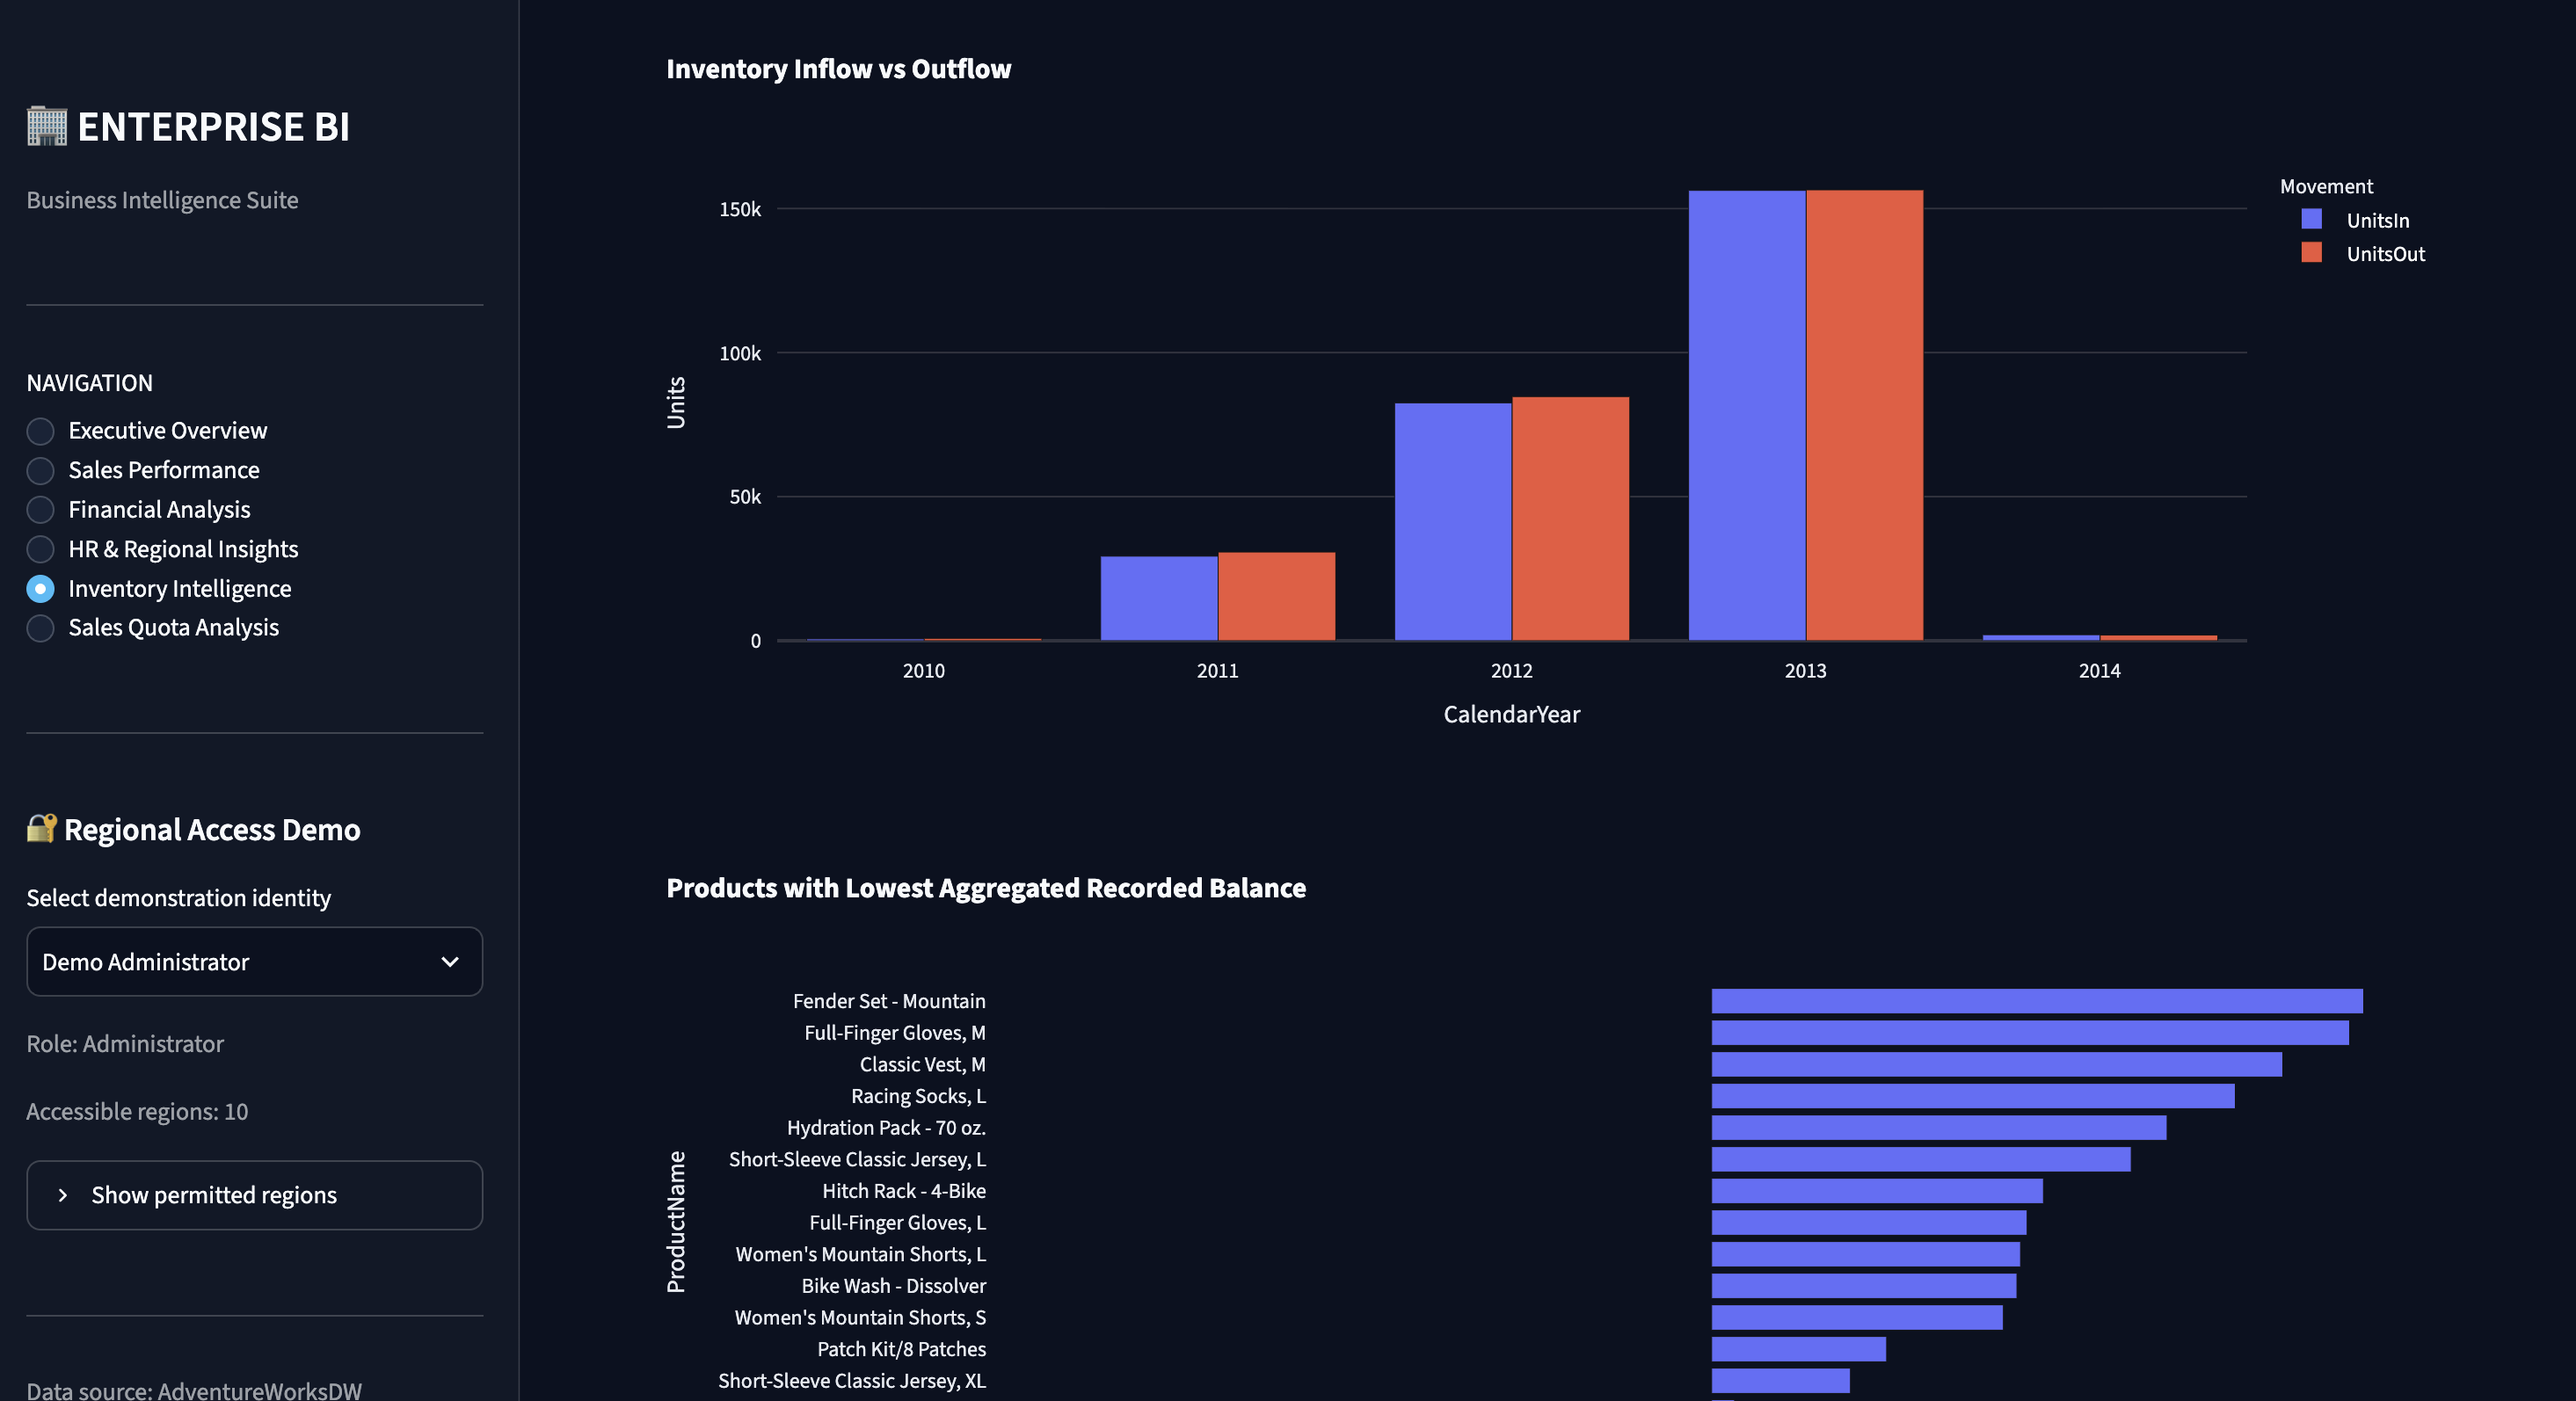 ENTERPRISE BI
Business Intelligence Suite
NAVIGATION
Executive Overview
Sales Performance
Financial Analysis
HR & Regional Insights
Inventory Intelligence
Sales Quota Analysis
Regional Access Demo
Select demonstration identity
Demo Administrator
Role: Administrator
Accessible regions: 10
Show permitted regions
Data source: AdventureWorksDW
Inventory Inflow vs Outflow
Movement
UnitsIn
UnitsOut
Units
150k
100k
50k
0
2010
2011
2012
2013
2014
CalendarYear
Products with Lowest Aggregated Recorded Balance
ProductName
Fender Set - Mountain
Full-Finger Gloves, M
Classic Vest, M
Racing Socks, L
Hydration Pack - 70 oz.
Short-Sleeve Classic Jersey, L
Hitch Rack - 4-Bike
Full-Finger Gloves, L
Women's Mountain Shorts, L
Bike Wash - Dissolver
Women's Mountain Shorts, S
Patch Kit/8 Patches
Short-Sleeve Classic Jersey, XL